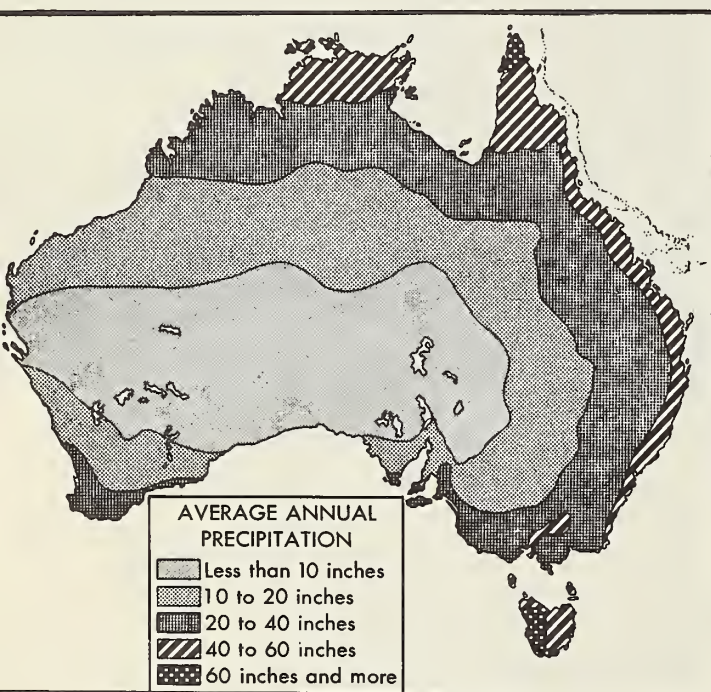 AVERAGE ANNUAL
PRECIPITATION
Less than 10 inches
10 to 20 inches
20 to 40 inches
40 to 60 inches
60 inches and more